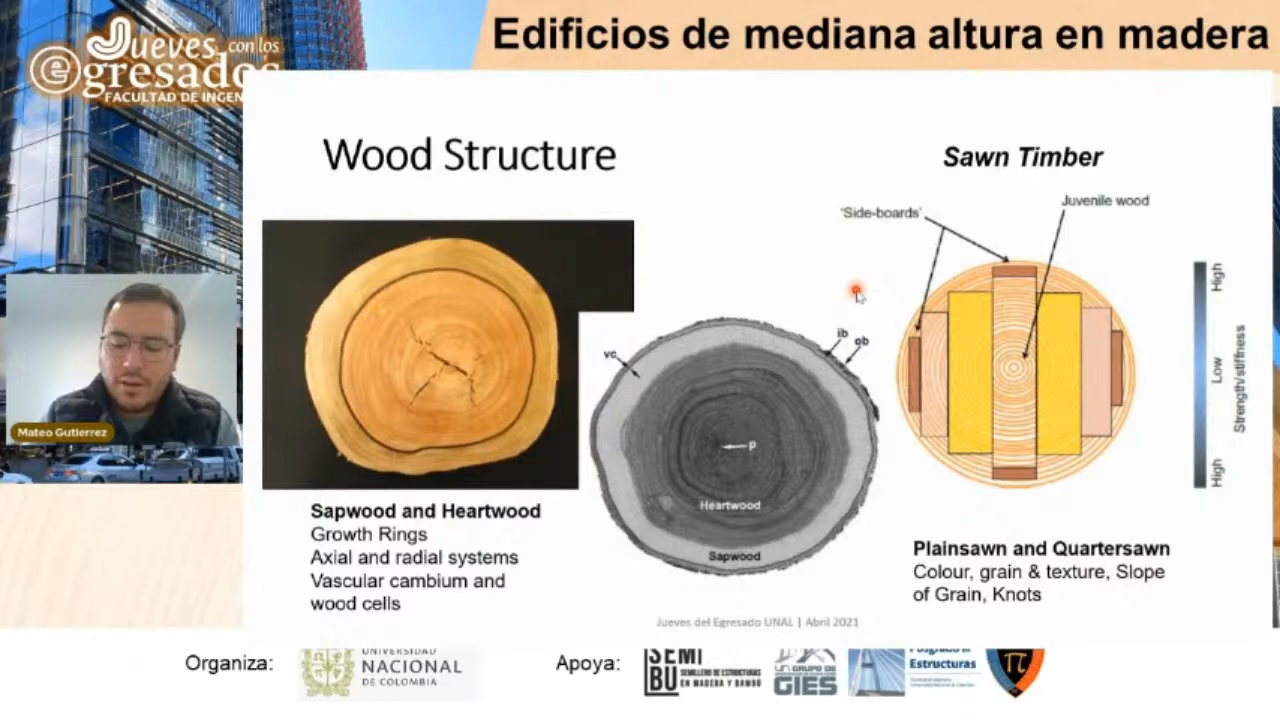 Jueves con los
egresados
FACULTAD DE INGEN
Edificios de mediana altura en madera
Wood Structure
Sawn Timber
'Side-boards'
Juvenile wood
vc
ib
ob
p
Heartwood
Sapwood
High
Low
High
Strength/stiffness
Mateo Gutierrez
Sapwood and Heartwood
Growth Rings
Axial and radial systems
Vascular cambium and
wood cells
Plainsawn and Quartersawn
Colour, grain & texture, Slope
of Grain, Knots
Jueves del Egresado UNAL | Abril 2021
Organiza:
UNIVERSIDAD
NACIONAL
DE COLOMBIA
Apoya:
SEMI
BU
SEMILLERO DE ESTRUCTURAS
EN MADERA Y BAMBÚ
UN GRUPO DE
GIES
Posgrado
Estructuras
π